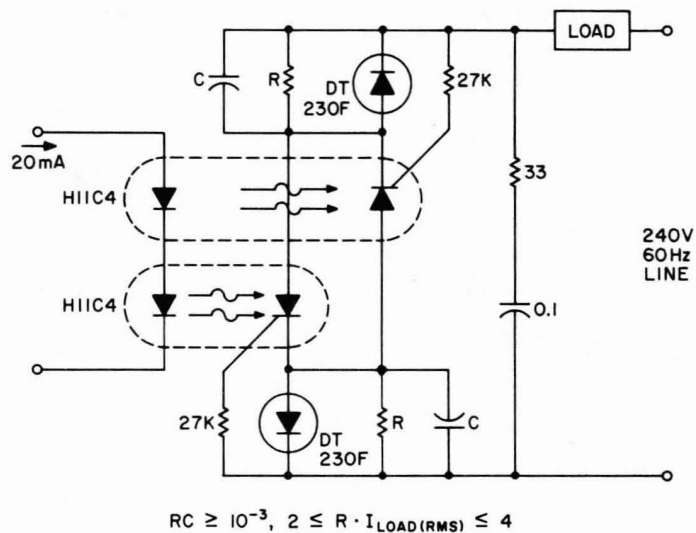 LOAD
C
R
DT
230F
27K
20mA
H11C4
33
240V
60Hz
LINE
H11C4
0.1
27K
DT
230F
R
C
RC ≥ 10⁻³, 2 ≤ R · I LOAD(RMS) ≤ 4